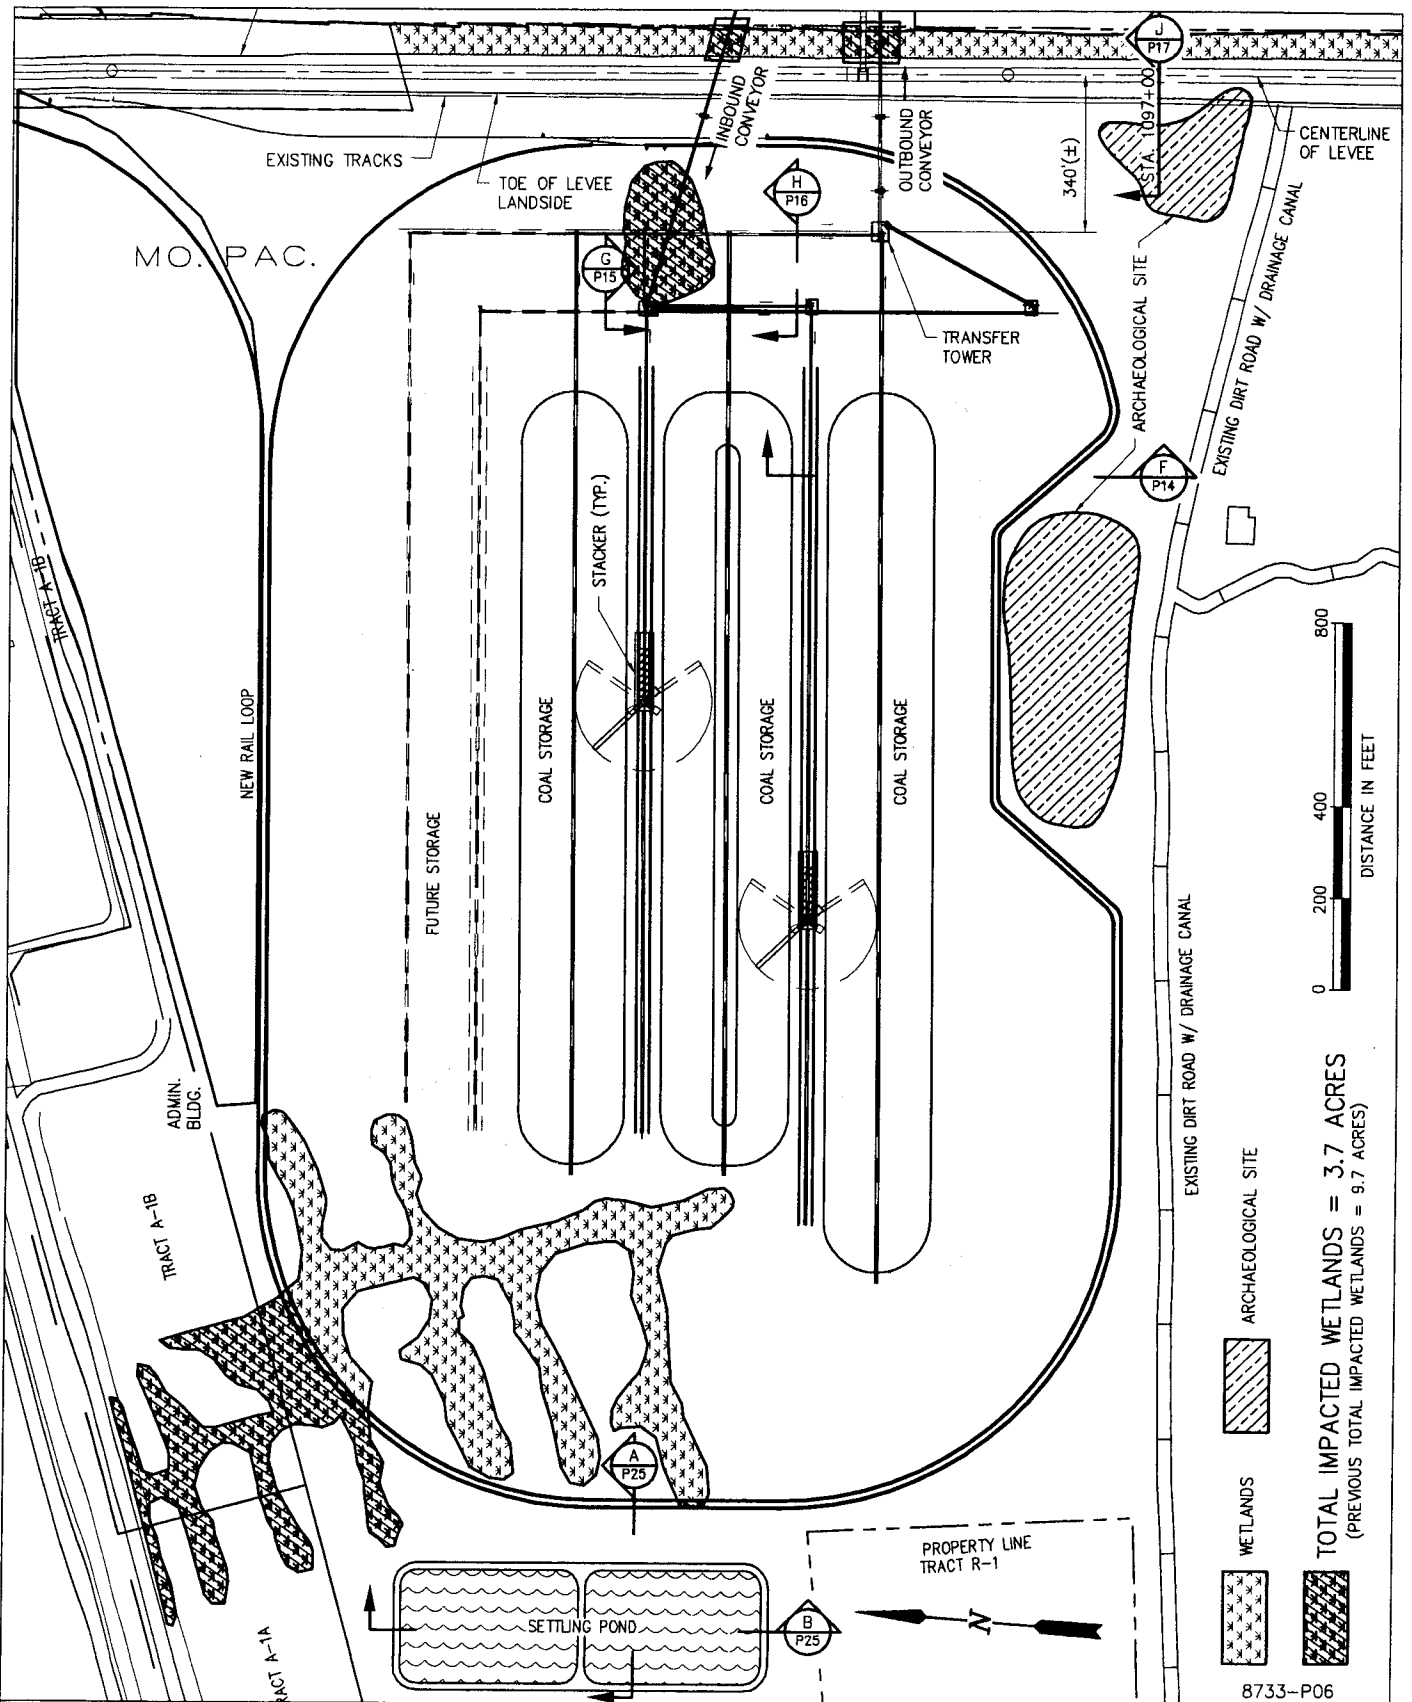 J
P17
INBOUND
CONVEYOR
OUTBOUND
CONVEYOR
340'(±)
STA. 1097+00
CENTERLINE
OF LEVEE
EXISTING TRACKS
TOE OF LEVEE
LANDSIDE
H
P16
MO. PAC.
G
P15
TRANSFER
TOWER
ARCHAEOLOGICAL SITE
EXISTING DIRT ROAD W/ DRAINAGE CANAL
F
P14
STACKER (TYP.)
TRACT A-1B
NEW RAIL LOOP
COAL STORAGE
COAL STORAGE
COAL STORAGE
FUTURE STORAGE
0 200 400 800
DISTANCE IN FEET
EXISTING DIRT ROAD W/ DRAINAGE CANAL
ADMIN.
BLDG.
TRACT A-1B
A
P25
PROPERTY LINE
TRACT R-1
SETTLING POND
B
P25
N
TRACT A-1A
WETLANDS
ARCHAEOLOGICAL SITE
TOTAL IMPACTED WETLANDS = 3.7 ACRES
(PREVIOUS TOTAL IMPACTED WETLANDS = 9.7 ACRES)
8733-P06